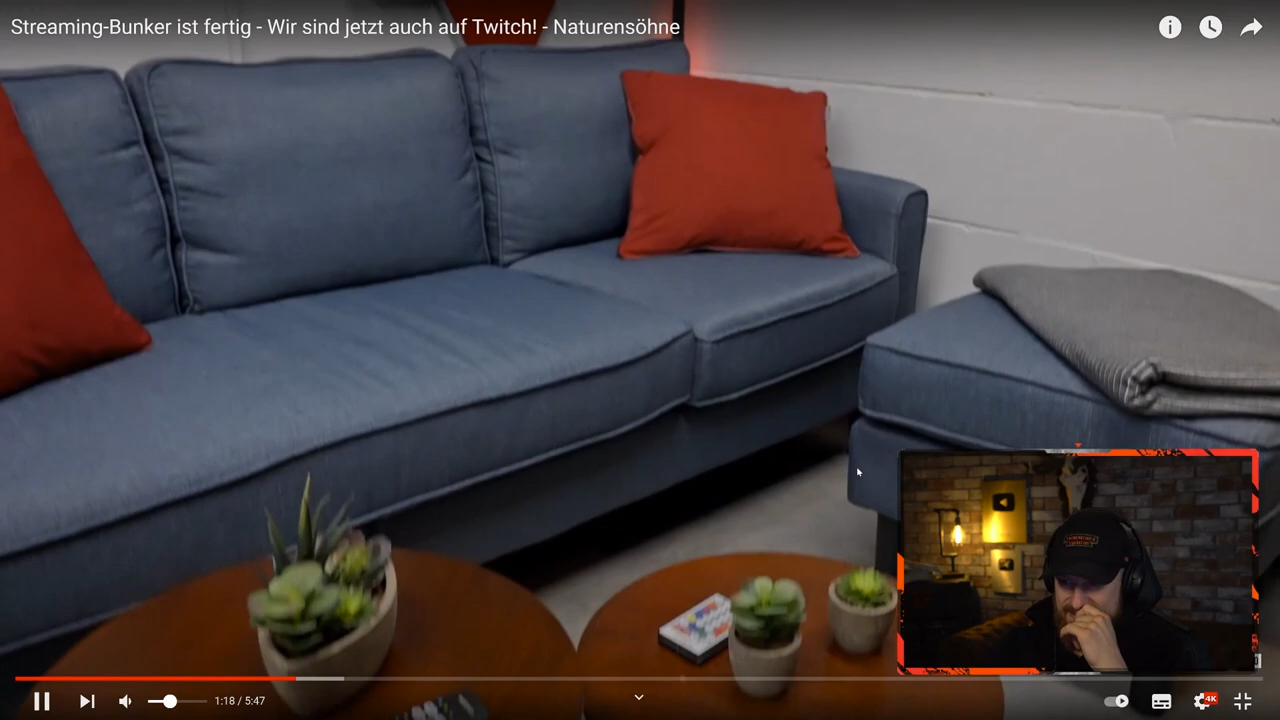 Streaming-Bunker ist fertig - Wir sind jetzt auch auf Twitch! - Naturensöhne
1:18 / 5:47
4K